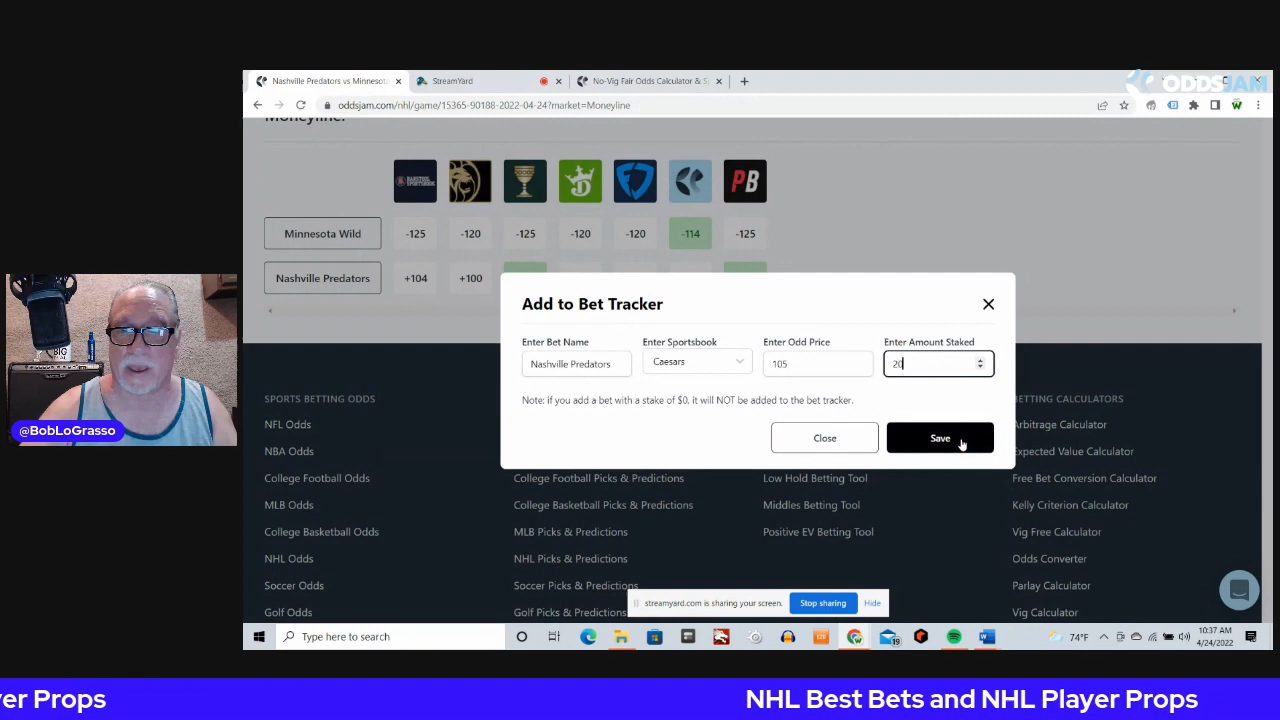 ODDSJAM
Nashville Predators vs Minnesota
StreamYard
No-Vig Fair Odds Calculator & S
oddsjam.com/nhl/game/15365-90188-2022-04-24?market=Moneyline
Moneyline:
PB
Minnesota Wild
-125
-120
-125
-120
-120
-114
-125
Nashville Predators
+104
+100
Add to Bet Tracker
Enter Bet Name
Enter Sportsbook
Enter Odd Price
Enter Amount Staked
Nashville Predators
Caesars
105
20
Note: if you add a bet with a stake of $0, it will NOT be added to the bet tracker.
Close
Save
BIG
@BobLoGrasso
SPORTS BETTING ODDS
NFL Odds
NBA Odds
College Football Odds
MLB Odds
College Basketball Odds
NHL Odds
Soccer Odds
Golf Odds
College Football Picks & Predictions
College Basketball Picks & Predictions
MLB Picks & Predictions
NHL Picks & Predictions
Soccer Picks & Predictions
Golf Picks & Predictions
Low Hold Betting Tool
Middles Betting Tool
Positive EV Betting Tool
BETTING CALCULATORS
Arbitrage Calculator
Expected Value Calculator
Free Bet Conversion Calculator
Kelly Criterion Calculator
Vig Free Calculator
Odds Converter
Parlay Calculator
Vig Calculator
streamyard.com is sharing your screen.
Stop sharing
Hide
Type here to search
19
74°F
10:37 AM
4/24/2022
yer Props
NHL Best Bets and NHL Player Props